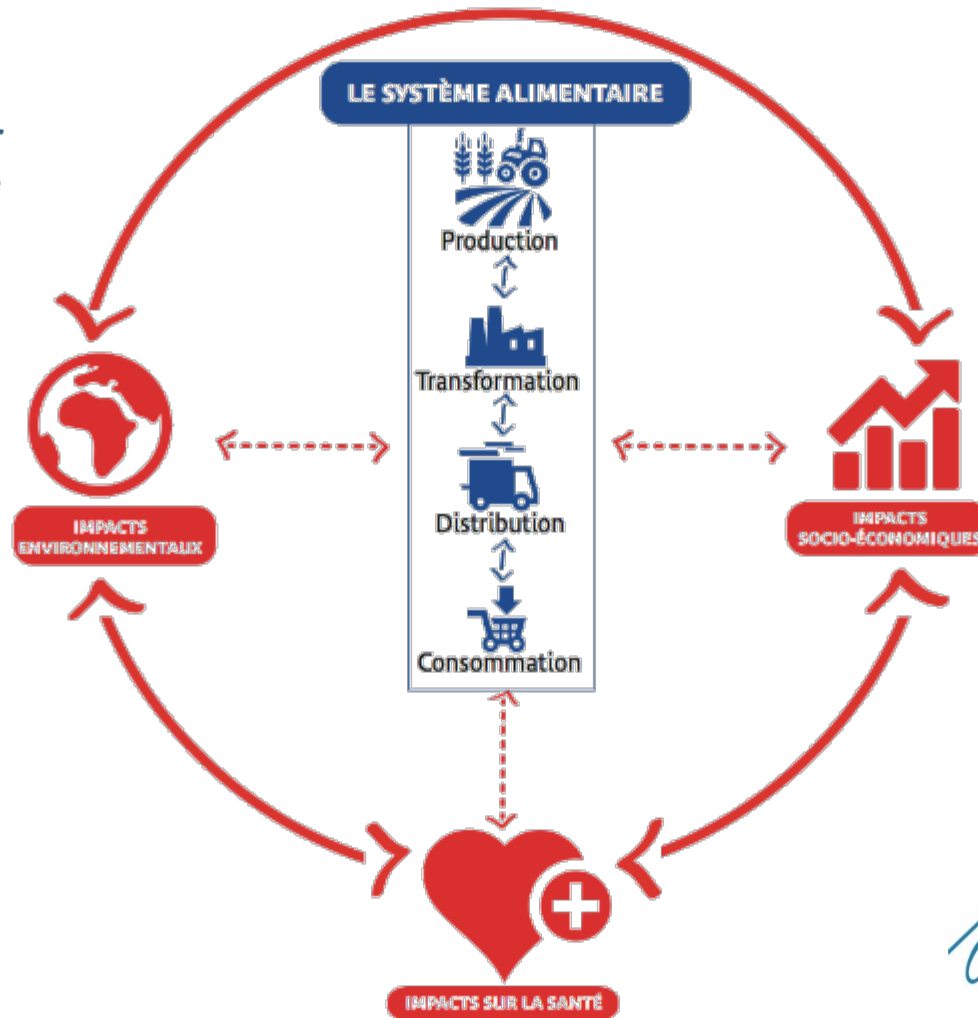 LE SYSTÈME ALIMENTAIRE
Production
Transformation
Distribution
Consommation
IMPACTS
ENVIRONNEMENTAUX
IMPACTS
SOCIO-ÉCONOMIQUES
IMPACTS SUR LA SANTÉ